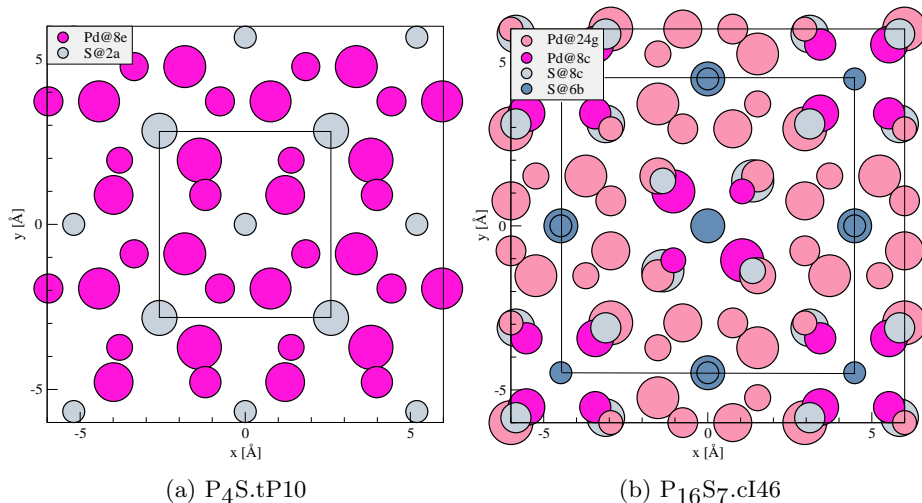 Pd@8e
S@2a
5
0
-5
y [Å]
-5
0
5
x [Å]
(a) P4S.tP10
Pd@24g
Pd@8c
S@8c
S@6b
5
0
-5
y [Å]
-5
0
5
x [Å]
(b) P16S7.cI46